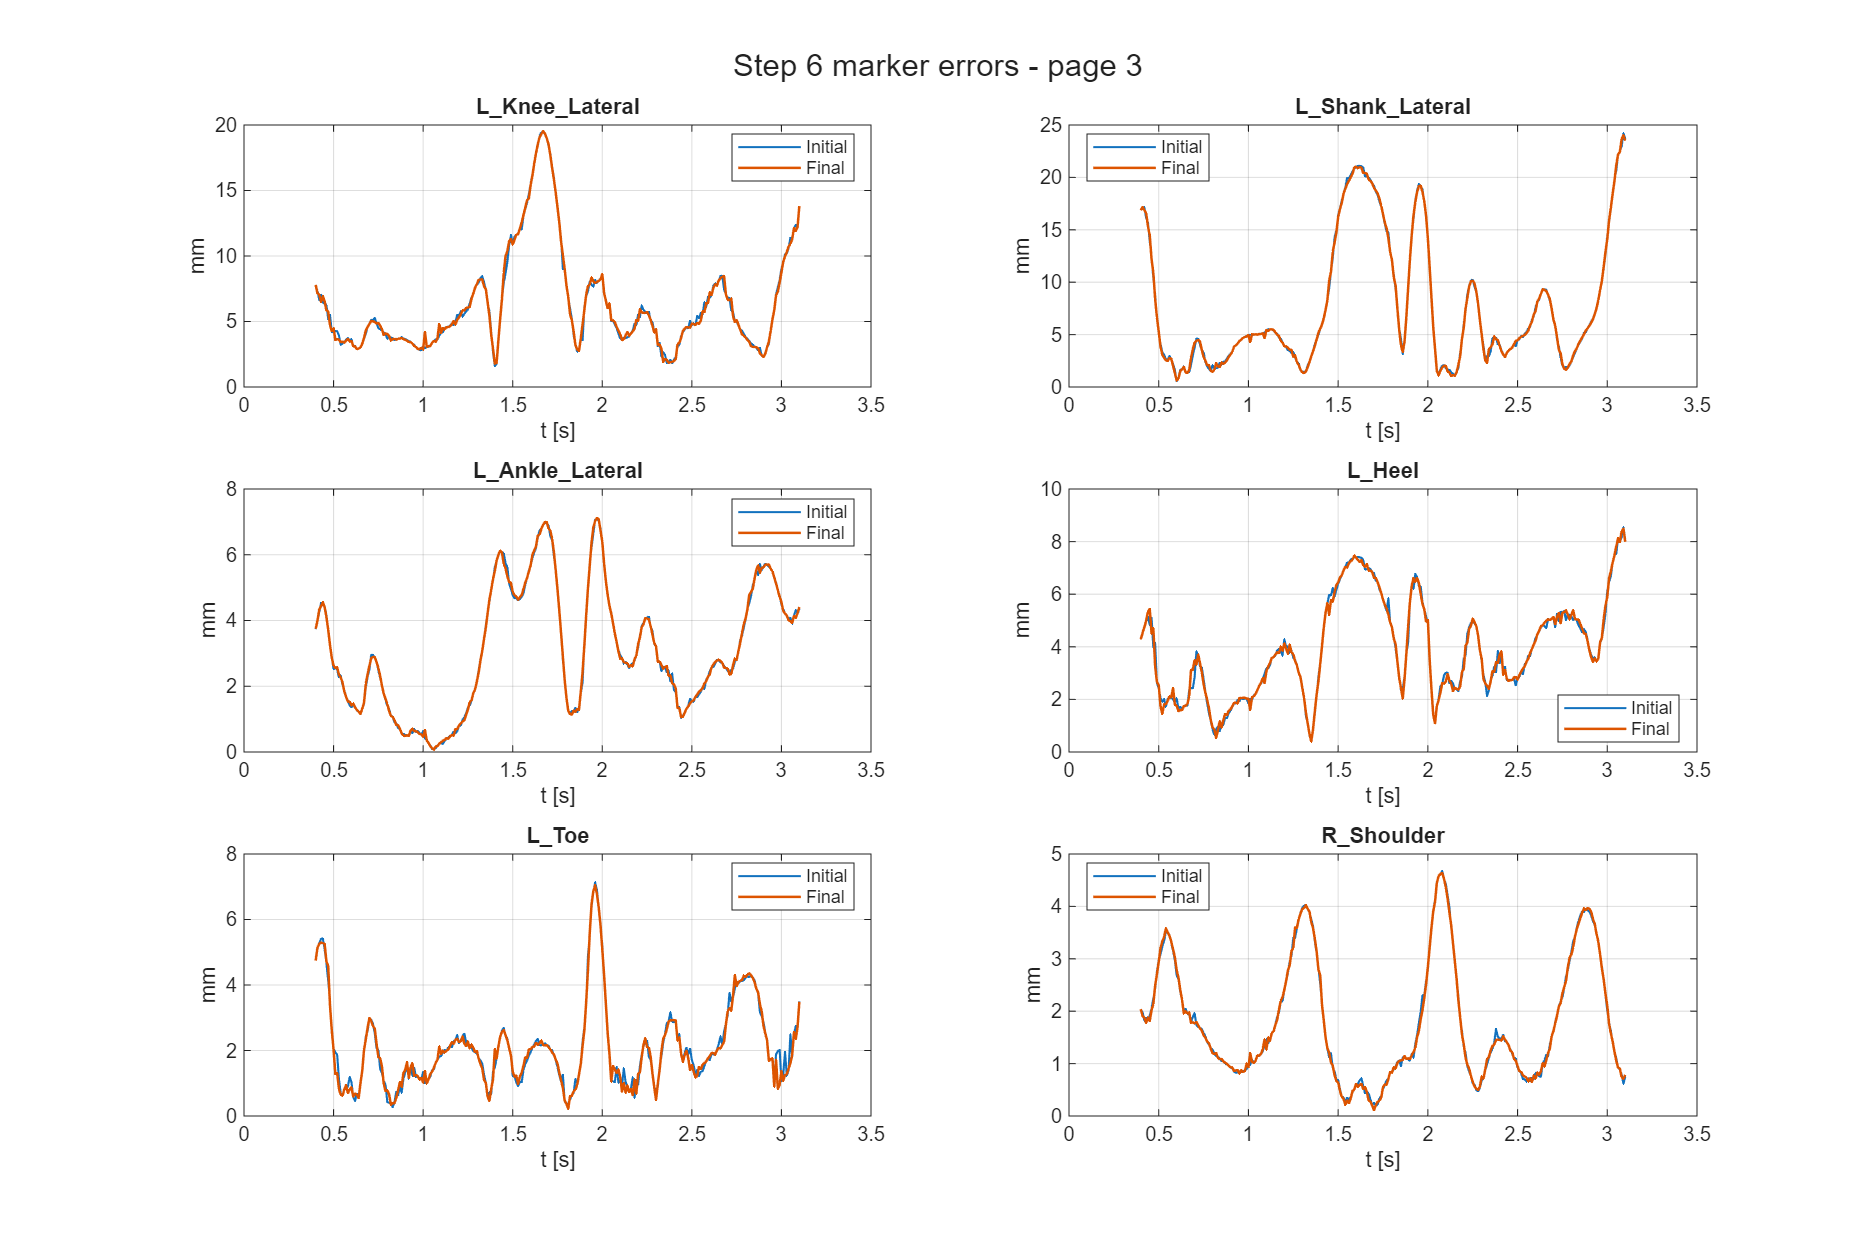 Step 6 marker errors - page 3
L_Knee_Lateral
20
15
10
5
0
mm
Initial
Final
0 0.5 1 1.5 2 2.5 3 3.5
t [s]
L_Shank_Lateral
25
20
15
10
5
0
mm
Initial
Final
0 0.5 1 1.5 2 2.5 3 3.5
t [s]
L_Ankle_Lateral
8
6
4
2
0
mm
Initial
Final
0 0.5 1 1.5 2 2.5 3 3.5
t [s]
L_Heel
10
8
6
4
2
0
mm
Initial
Final
0 0.5 1 1.5 2 2.5 3 3.5
t [s]
L_Toe
8
6
4
2
0
mm
Initial
Final
0 0.5 1 1.5 2 2.5 3 3.5
t [s]
R_Shoulder
5
4
3
2
1
0
mm
Initial
Final
0 0.5 1 1.5 2 2.5 3 3.5
t [s]